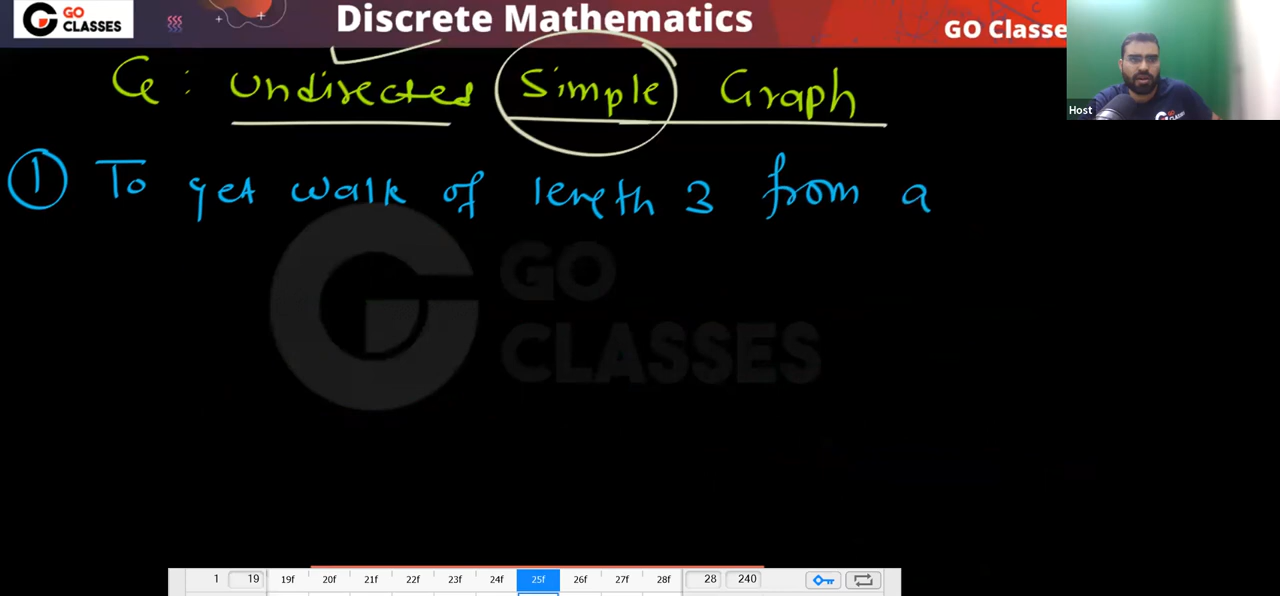 GO CLASSES
Discrete Mathematics
GO Classe
Host
G : Undirected Simple Graph
① To get walk of length 3 from a
GO CLASSES
1 19 19f 20f 21f 22f 23f 24f 25f 26f 27f 28f 28 240